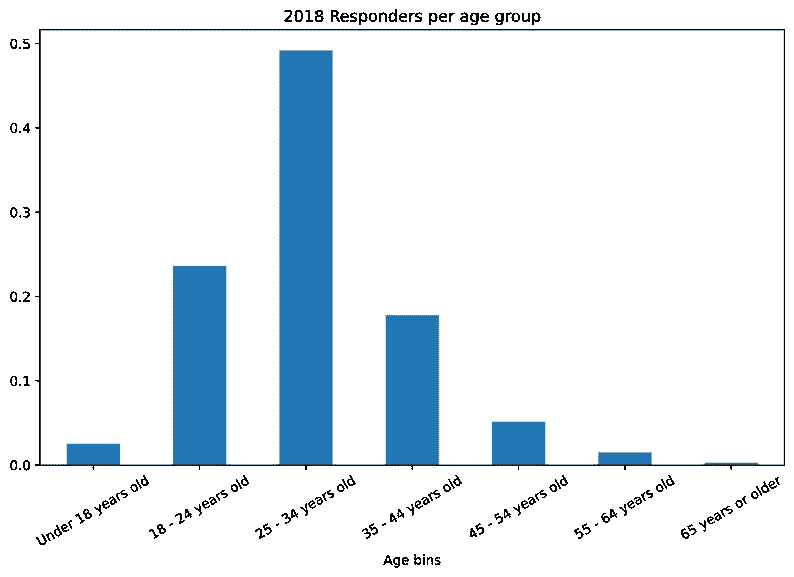 2018 Responders per age group
0.5
0.4
0.3
0.2
0.1
0.0
Under 18 years old
18 - 24 years old
25 - 34 years old
35 - 44 years old
45 - 54 years old
55 - 64 years old
65 years or older
Age bins